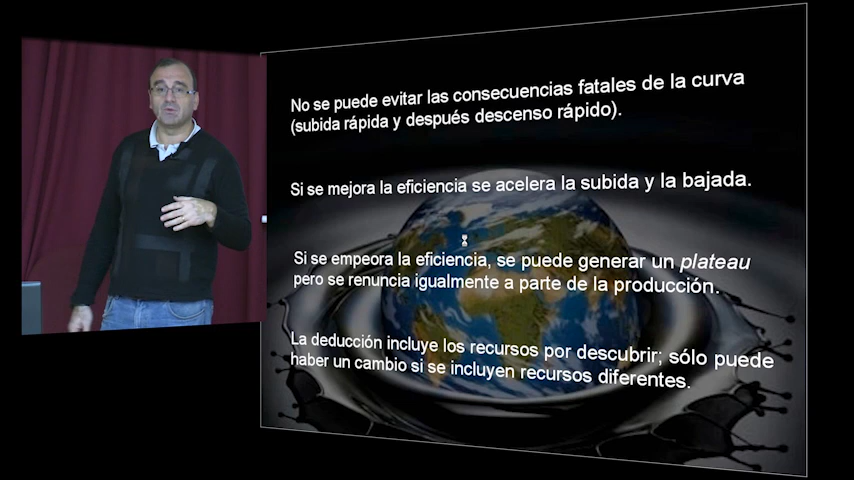 No se puede evitar las consecuencias fatales de la curva
(subida rápida y después descenso rápido).
Si se mejora la eficiencia se acelera la subida y la bajada.
Si se empeora la eficiencia, se puede generar un plateau
pero se renuncia igualmente a parte de la producción.
La deducción incluye los recursos por descubrir; sólo puede
haber un cambio si se incluyen recursos diferentes.